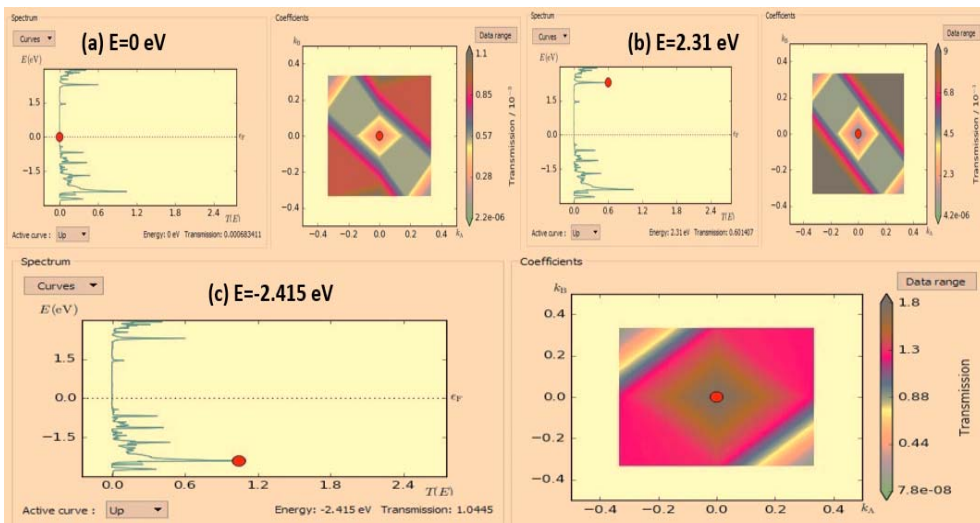 Spectrum
Curves
(a) E=0 eV
E(eV)
1.5
0.0
−1.5
εF
0.0
0.6
1.2
1.8
2.4
T(E)
Active curve : Up
Energy: 0 eV Transmission: 0.000683411
Coefficients
Data range
kB
0.4
0.2
0.0
−0.2
−0.4
−0.4
−0.2
0.0
0.2
0.4
kA
1.1
0.85
0.57
0.28
2.2e-06
Spectrum
Curves
(b) E=2.31 eV
E(eV)
1.5
0.0
−1.5
εF
0.0
0.6
1.2
1.8
2.4
T(E)
Active curve : Up
Energy: 2.31 eV Transmission: 0.601407
Coefficients
Data range
kB
0.4
0.2
0.0
−0.2
−0.4
−0.4
−0.2
0.0
0.2
0.4
kA
9
6.8
4.5
2.3
4.2e-06
Spectrum
Curves
(c) E=-2.415 eV
E(eV)
1.5
0.0
−1.5
εF
0.0
0.6
1.2
1.8
2.4
T(E)
Active curve : Up
Energy: -2.415 eV Transmission: 1.0445
Coefficients
Data range
kB
0.4
0.2
0.0
−0.2
−0.4
−0.4
−0.2
0.0
0.2
0.4
kA
1.8
1.3
0.88
0.44
7.8e-08
Transmission